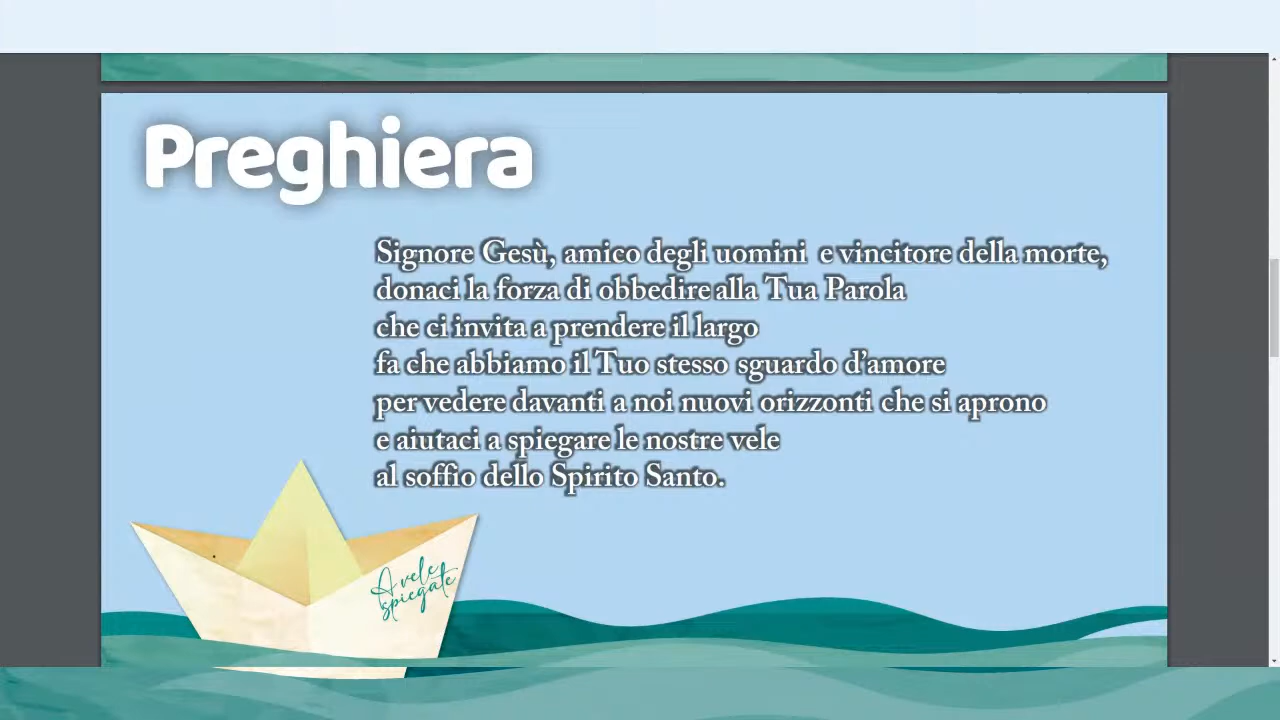 Preghiera
Signore Gesù, amico degli uomini e vincitore della morte,
donaci la forza di obbedire alla Tua Parola
che ci invita a prendere il largo
fa che abbiamo il Tuo stesso sguardo d'amore
per vedere davanti a noi nuovi orizzonti che si aprono
e aiutaci a spiegare le nostre vele
al soffio dello Spirito Santo.
A vele
spiegate